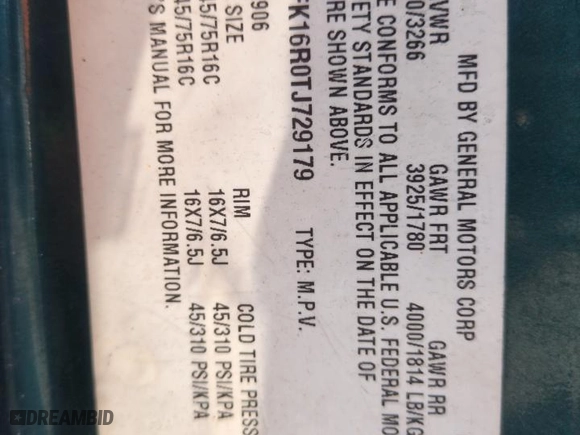 MFD BY GENERAL MOTORS CORP
VWR GAWR FRT GAWR RR
0/3266 3925/1780 4000/1814 LB/KG
E CONFORMS TO ALL APPLICABLE U.S. FEDERAL MO
ETY STANDARDS IN EFFECT ON THE DATE OF
RE SHOWN ABOVE.
FK16R0TJ729179 TYPE: M.P.V.
906
SIZE RIM COLD TIRE PRESS
45/75R16C 16X7/6.5J 45/310 PSI/KPA
45/75R16C 16X7/6.5J 45/310 PSI/KPA
'S MANUAL FOR MORE INFORMATION.
DREAMBID